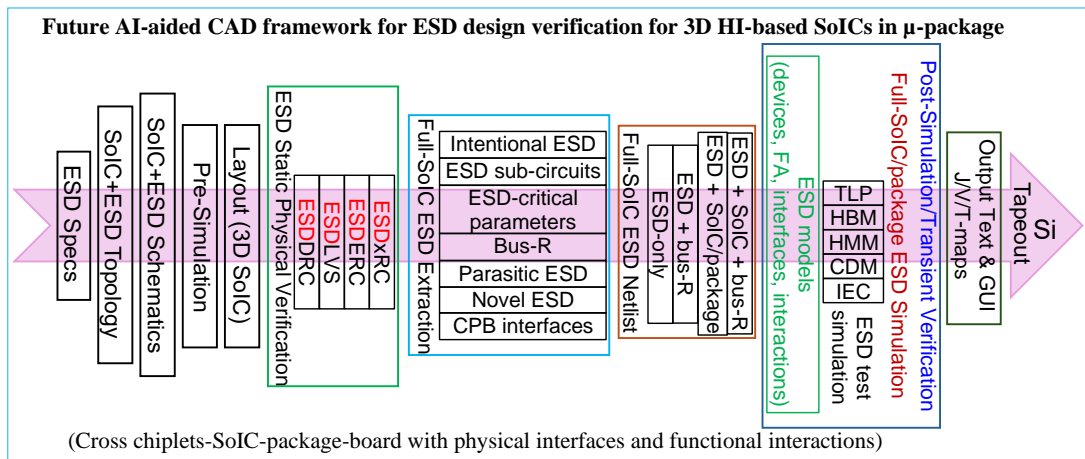 Future AI-aided CAD framework for ESD design verification for 3D HI-based SoICs in µ-package
ESD Specs
SoIC+ESD Topology
SoIC+ESD Schematics
Pre-Simulation
Layout (3D SoIC)
ESD Static Physical Verification
ESDDRC
ESDLVS
ESDERC
ESDxRC
Full-SoIC ESD Extraction
Intentional ESD
ESD sub-circuits
ESD-critical
parameters
Bus-R
Parasitic ESD
Novel ESD
CPB interfaces
Full-SoIC ESD Netlist
ESD-only
ESD + bus-R
ESD + SoIC/package
ESD + SoIC + bus-R
ESD models
(devices, FA, interfaces, interactions)
TLP
HBM
HMM
CDM
IEC
ESD test
simulation
Full-SoIC/package ESD Simulation
Post-Simulation/Transient Verification
Output Text & GUI
J/V/T-maps
Tapeout
Si
(Cross chiplets-SoIC-package-board with physical interfaces and functional interactions)